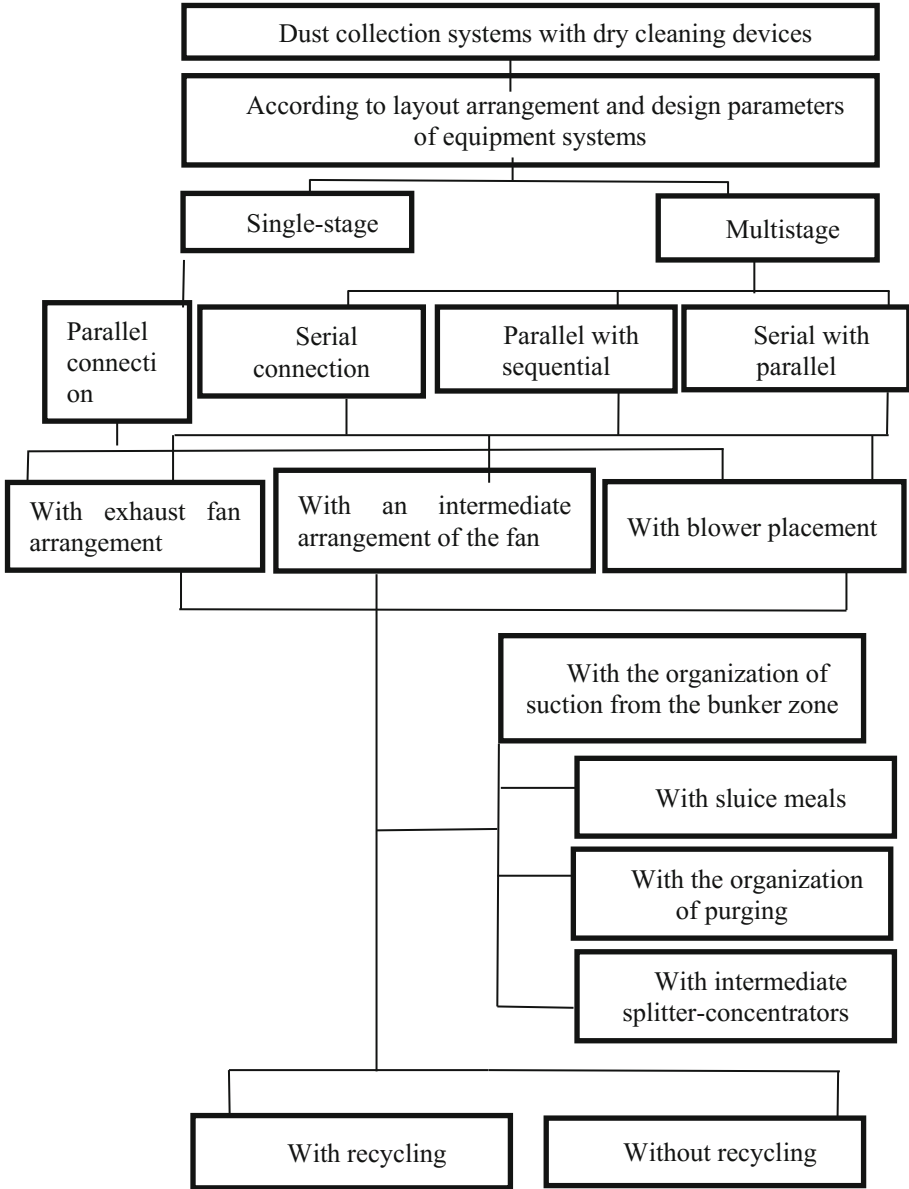 Dust collection systems with dry cleaning devices
According to layout arrangement and design parameters
of equipment systems
Single-stage
Multistage
Parallel
connecti
on
Serial
connection
Parallel with
sequential
Serial with
parallel
With exhaust fan
arrangement
With an intermediate
arrangement of the fan
With blower placement
With the organization of
suction from the bunker zone
With sluice meals
With the organization
of purging
With intermediate
splitter-concentrators
With recycling
Without recycling